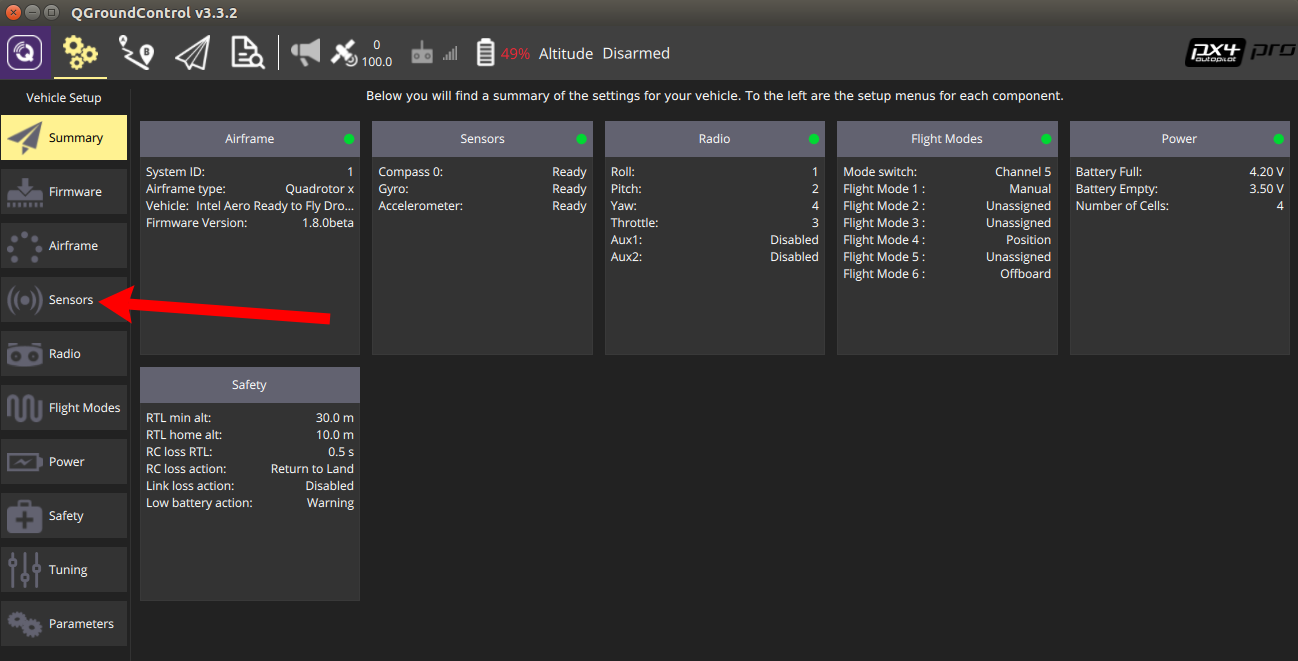 QGroundControl v3.3.2
0
100.0
49% Altitude Disarmed
px4 pro
autopilot
Vehicle Setup
Summary
Firmware
Airframe
Sensors
Radio
Flight Modes
Power
Safety
Tuning
Parameters
Below you will find a summary of the settings for your vehicle. To the left are the setup menus for each component.
Airframe
System ID: 1
Airframe type: Quadrotor x
Vehicle: Intel Aero Ready to Fly Dro...
Firmware Version: 1.8.0beta
Sensors
Compass 0: Ready
Gyro: Ready
Accelerometer: Ready
Radio
Roll: 1
Pitch: 2
Yaw: 4
Throttle: 3
Aux1: Disabled
Aux2: Disabled
Flight Modes
Mode switch: Channel 5
Flight Mode 1 : Manual
Flight Mode 2 : Unassigned
Flight Mode 3 : Unassigned
Flight Mode 4 : Position
Flight Mode 5 : Unassigned
Flight Mode 6 : Offboard
Power
Battery Full: 4.20 V
Battery Empty: 3.50 V
Number of Cells: 4
Safety
RTL min alt: 30.0 m
RTL home alt: 10.0 m
RC loss RTL: 0.5 s
RC loss action: Return to Land
Link loss action: Disabled
Low battery action: Warning